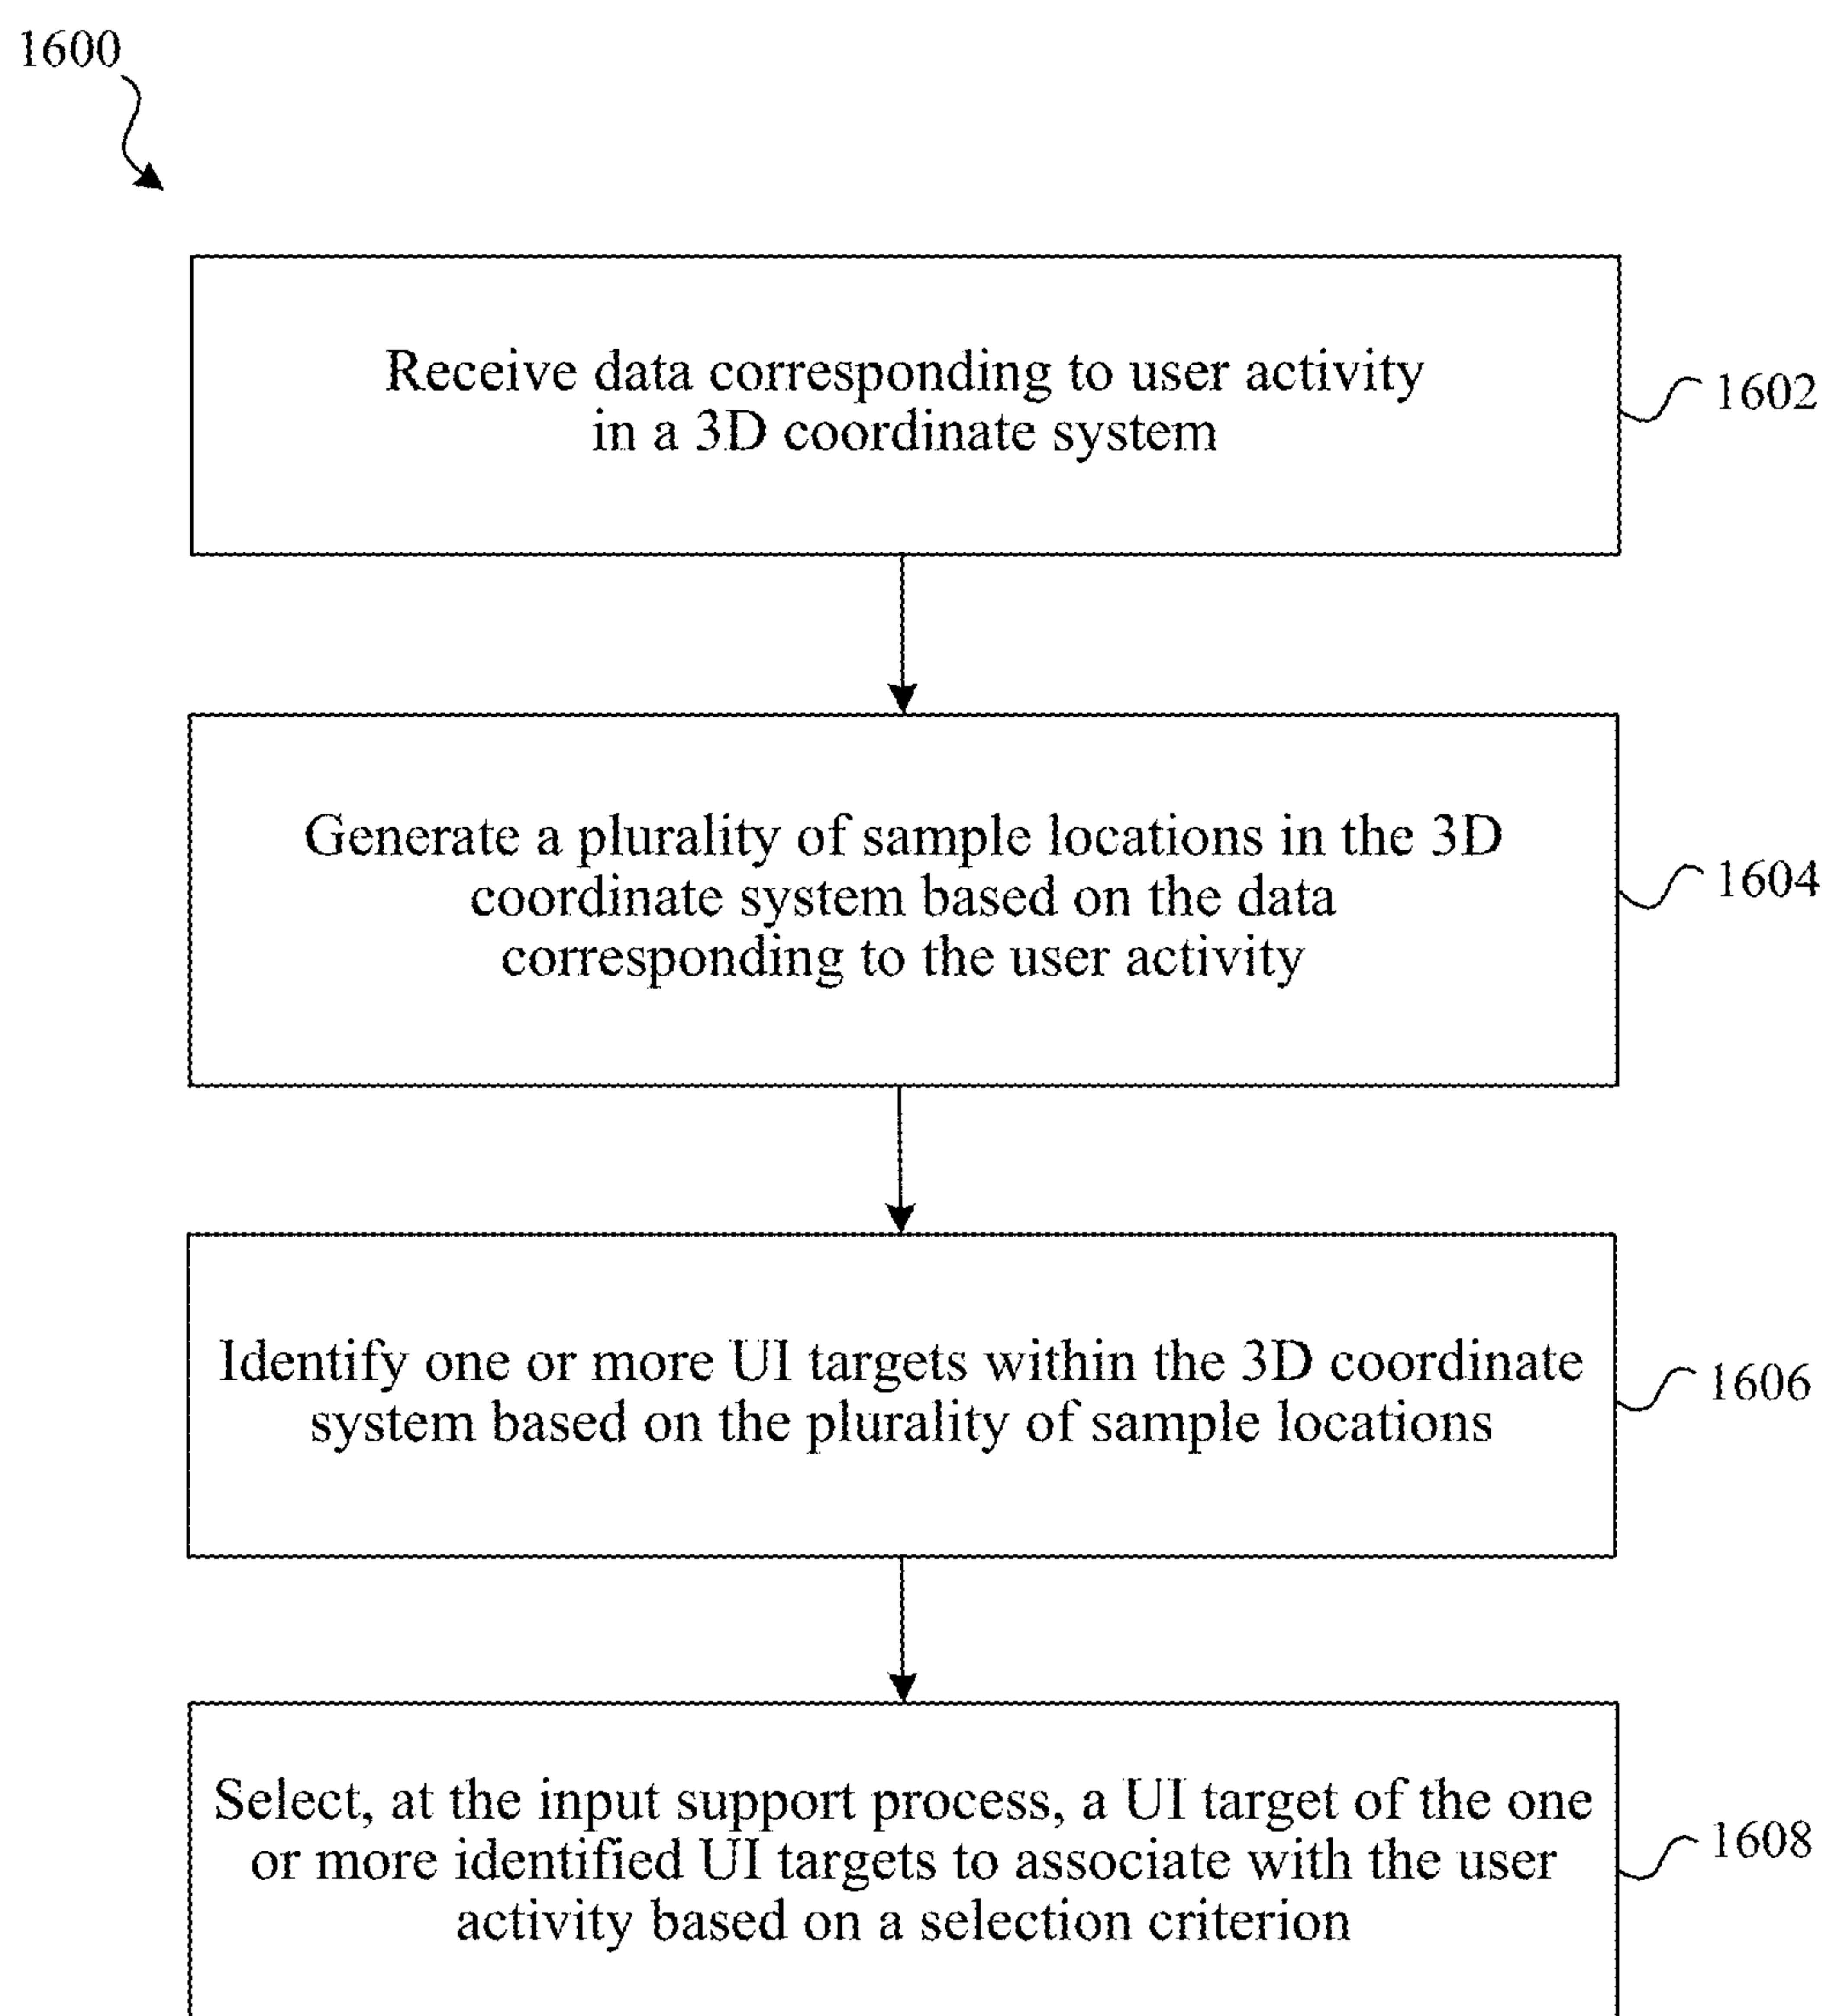 1600
Receive data corresponding to user activity
in a 3D coordinate system
1602
Generate a plurality of sample locations in the 3D
coordinate system based on the data
corresponding to the user activity
1604
Identify one or more UI targets within the 3D coordinate
system based on the plurality of sample locations
1606
Select, at the input support process, a UI target of the one
or more identified UI targets to associate with the user
activity based on a selection criterion
1608